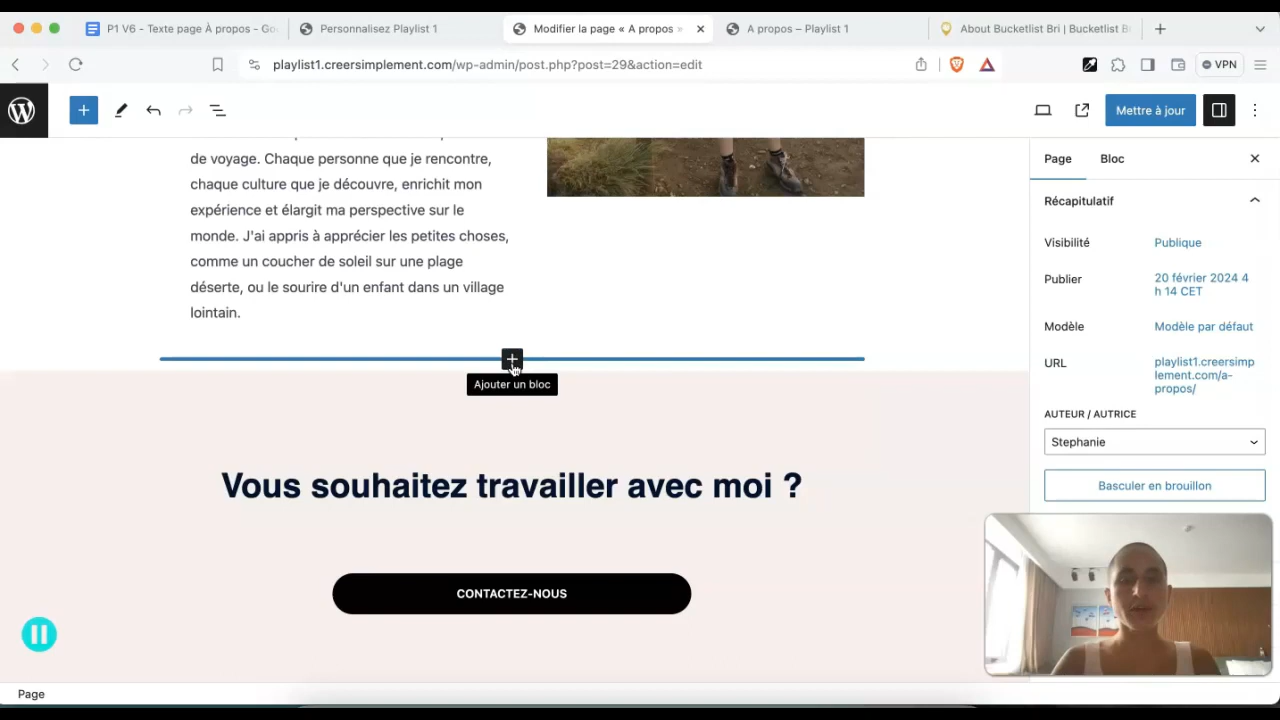 P1 V6 - Texte page À propos - Go
Personnalisez Playlist 1
Modifier la page « A propos »
A propos – Playlist 1
About Bucketlist Bri | Bucketlist B
playlist1.creersimplement.com/wp-admin/post.php?post=29&action=edit
VPN
Mettre à jour
de voyage. Chaque personne que je rencontre,
chaque culture que je découvre, enrichit mon
expérience et élargit ma perspective sur le
monde. J'ai appris à apprécier les petites choses,
comme un coucher de soleil sur une plage
déserte, ou le sourire d'un enfant dans un village
lointain.
Ajouter un bloc
Vous souhaitez travailler avec moi ?
CONTACTEZ-NOUS
Page
Bloc
Récapitulatif
Visibilité
Publique
Publier
20 février 2024 4
h 14 CET
Modèle
Modèle par défaut
URL
playlist1.creersimp
lement.com/a-
propos/
AUTEUR / AUTRICE
Stephanie
Basculer en brouillon
Page